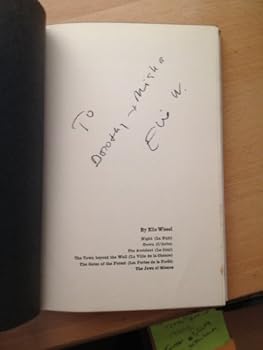 To
Dorothy + Misha
Elie W.
By Elie Wiesel
Night (La Nuit)
Dawn (L'Aube)
The Accident (Le Jour)
The Town beyond the Wall (La Ville de la Chance)
The Gates of the Forest (Les Portes de la Forêt)
The Jews of Silence